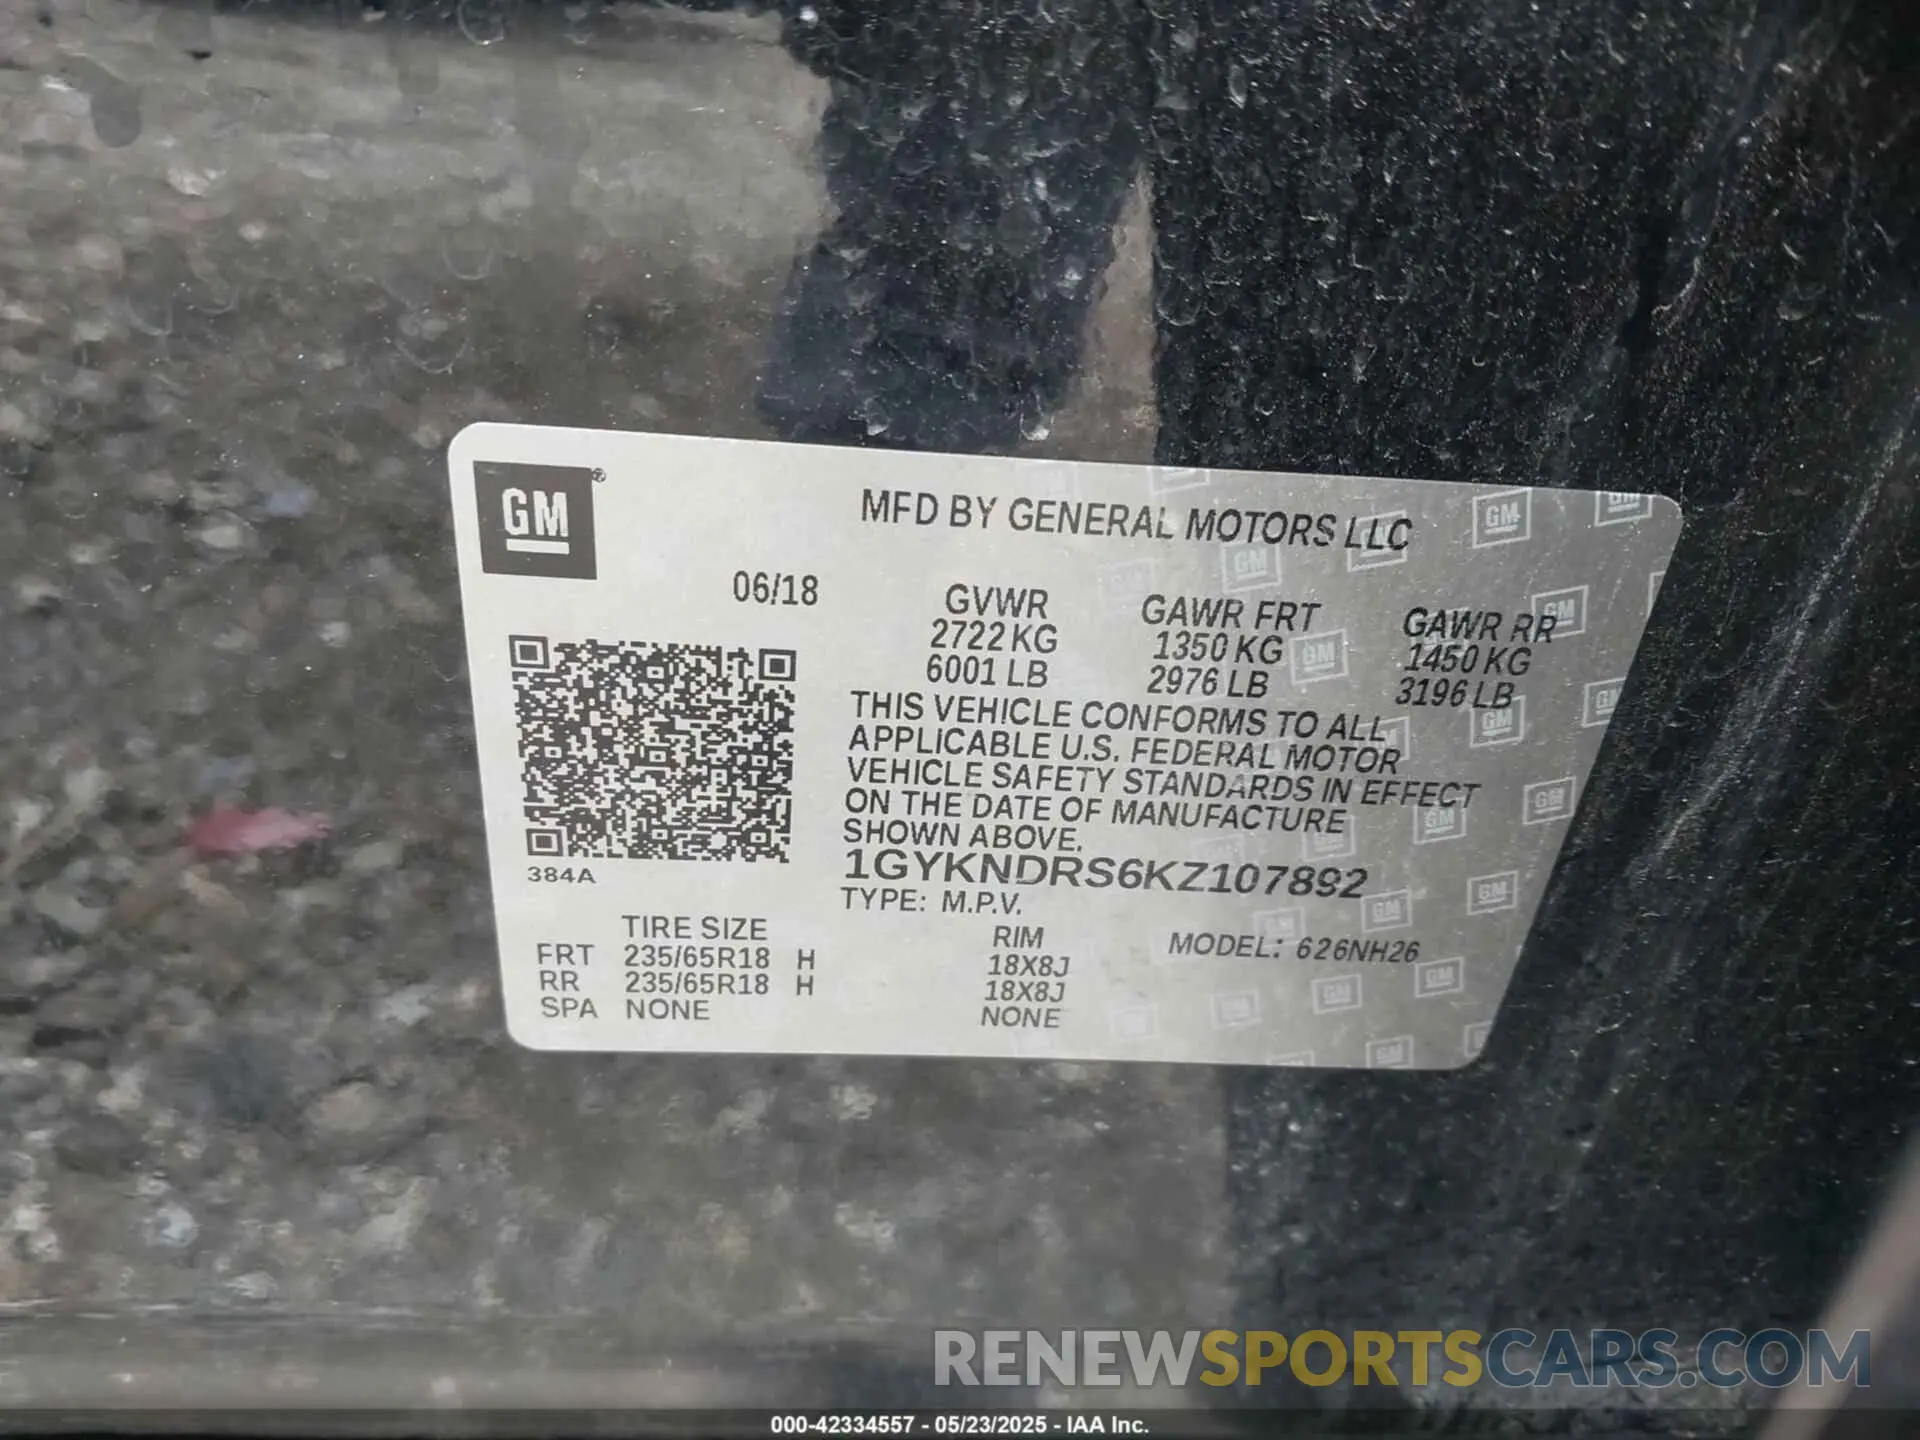 GM ®
MFD BY GENERAL MOTORS LLC
06/18
GVWR GAWR FRT GAWR RR
2722 KG 1350 KG 1450 KG
6001 LB 2976 LB 3196 LB
THIS VEHICLE CONFORMS TO ALL
APPLICABLE U.S. FEDERAL MOTOR
VEHICLE SAFETY STANDARDS IN EFFECT
ON THE DATE OF MANUFACTURE
SHOWN ABOVE.
1GYKNDRS6KZ107892
384A
TYPE: M.P.V.
TIRE SIZE RIM MODEL: 626NH26
FRT 235/65R18 H 18X8J
RR 235/65R18 H 18X8J
SPA NONE NONE
RENEWSPORTSCARS.COM
000-42334557 - 05/23/2025 - IAA Inc.